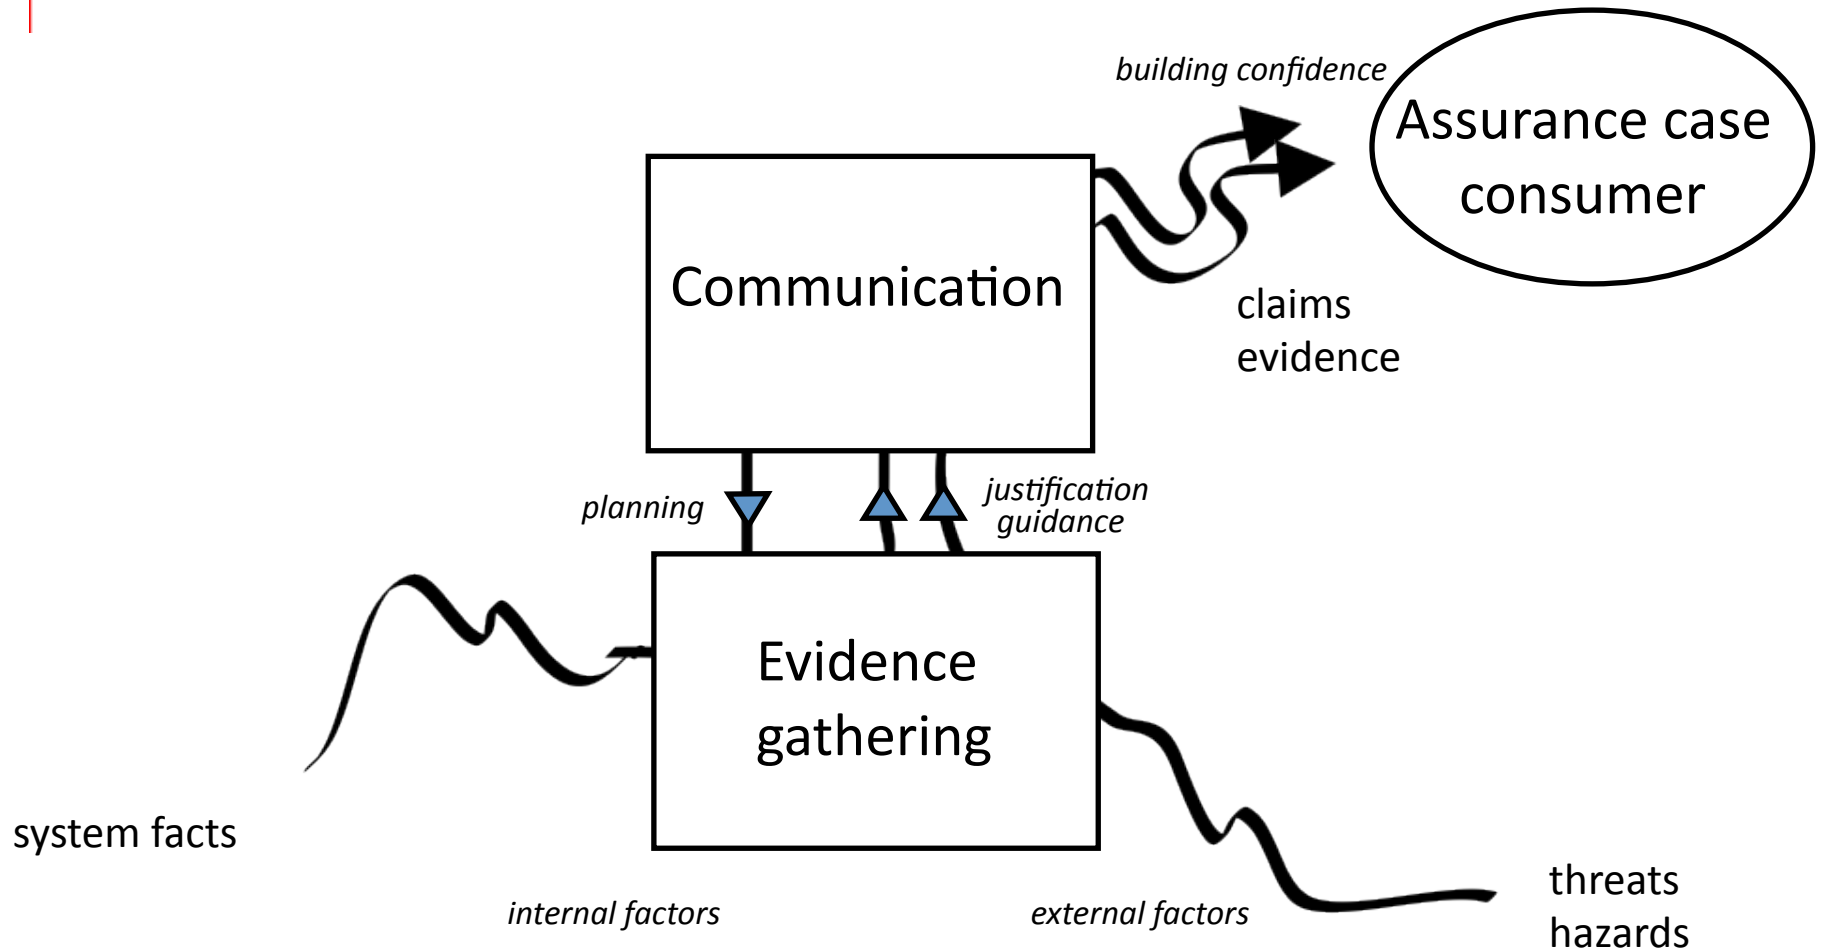 building confidence
Assurance case
consumer
Communication
claims
evidence
planning
justification
guidance
Evidence
gathering
system facts
internal factors
external factors
threats
hazards